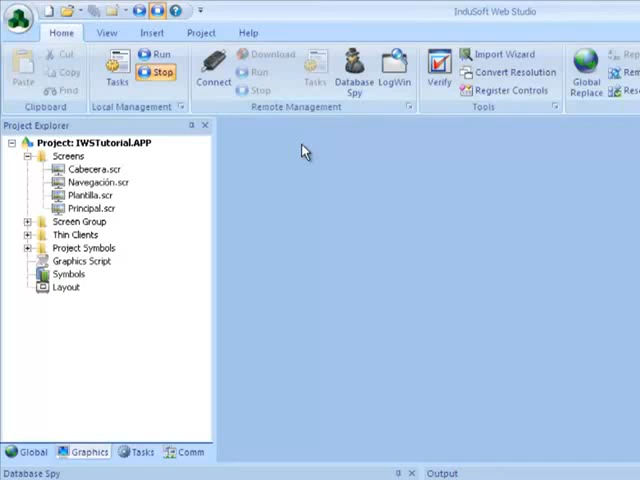 InduSoft Web Studio
Home View Insert Project Help
Paste
Cut
Copy
Find
Clipboard
Tasks
Run
Stop
Local Management
Connect
Download
Run
Stop
Tasks
Database Spy
LogWin
Remote Management
Verify
Import Wizard
Convert Resolution
Register Controls
Tools
Global Replace
Project Explorer
Project: IWSTutorial.APP
Screens
Cabecera.scr
Navegación.scr
Plantilla.scr
Principal.scr
Screen Group
Thin Clients
Project Symbols
Graphics Script
Symbols
Layout
Global Graphics Tasks Comm
Database Spy
Output